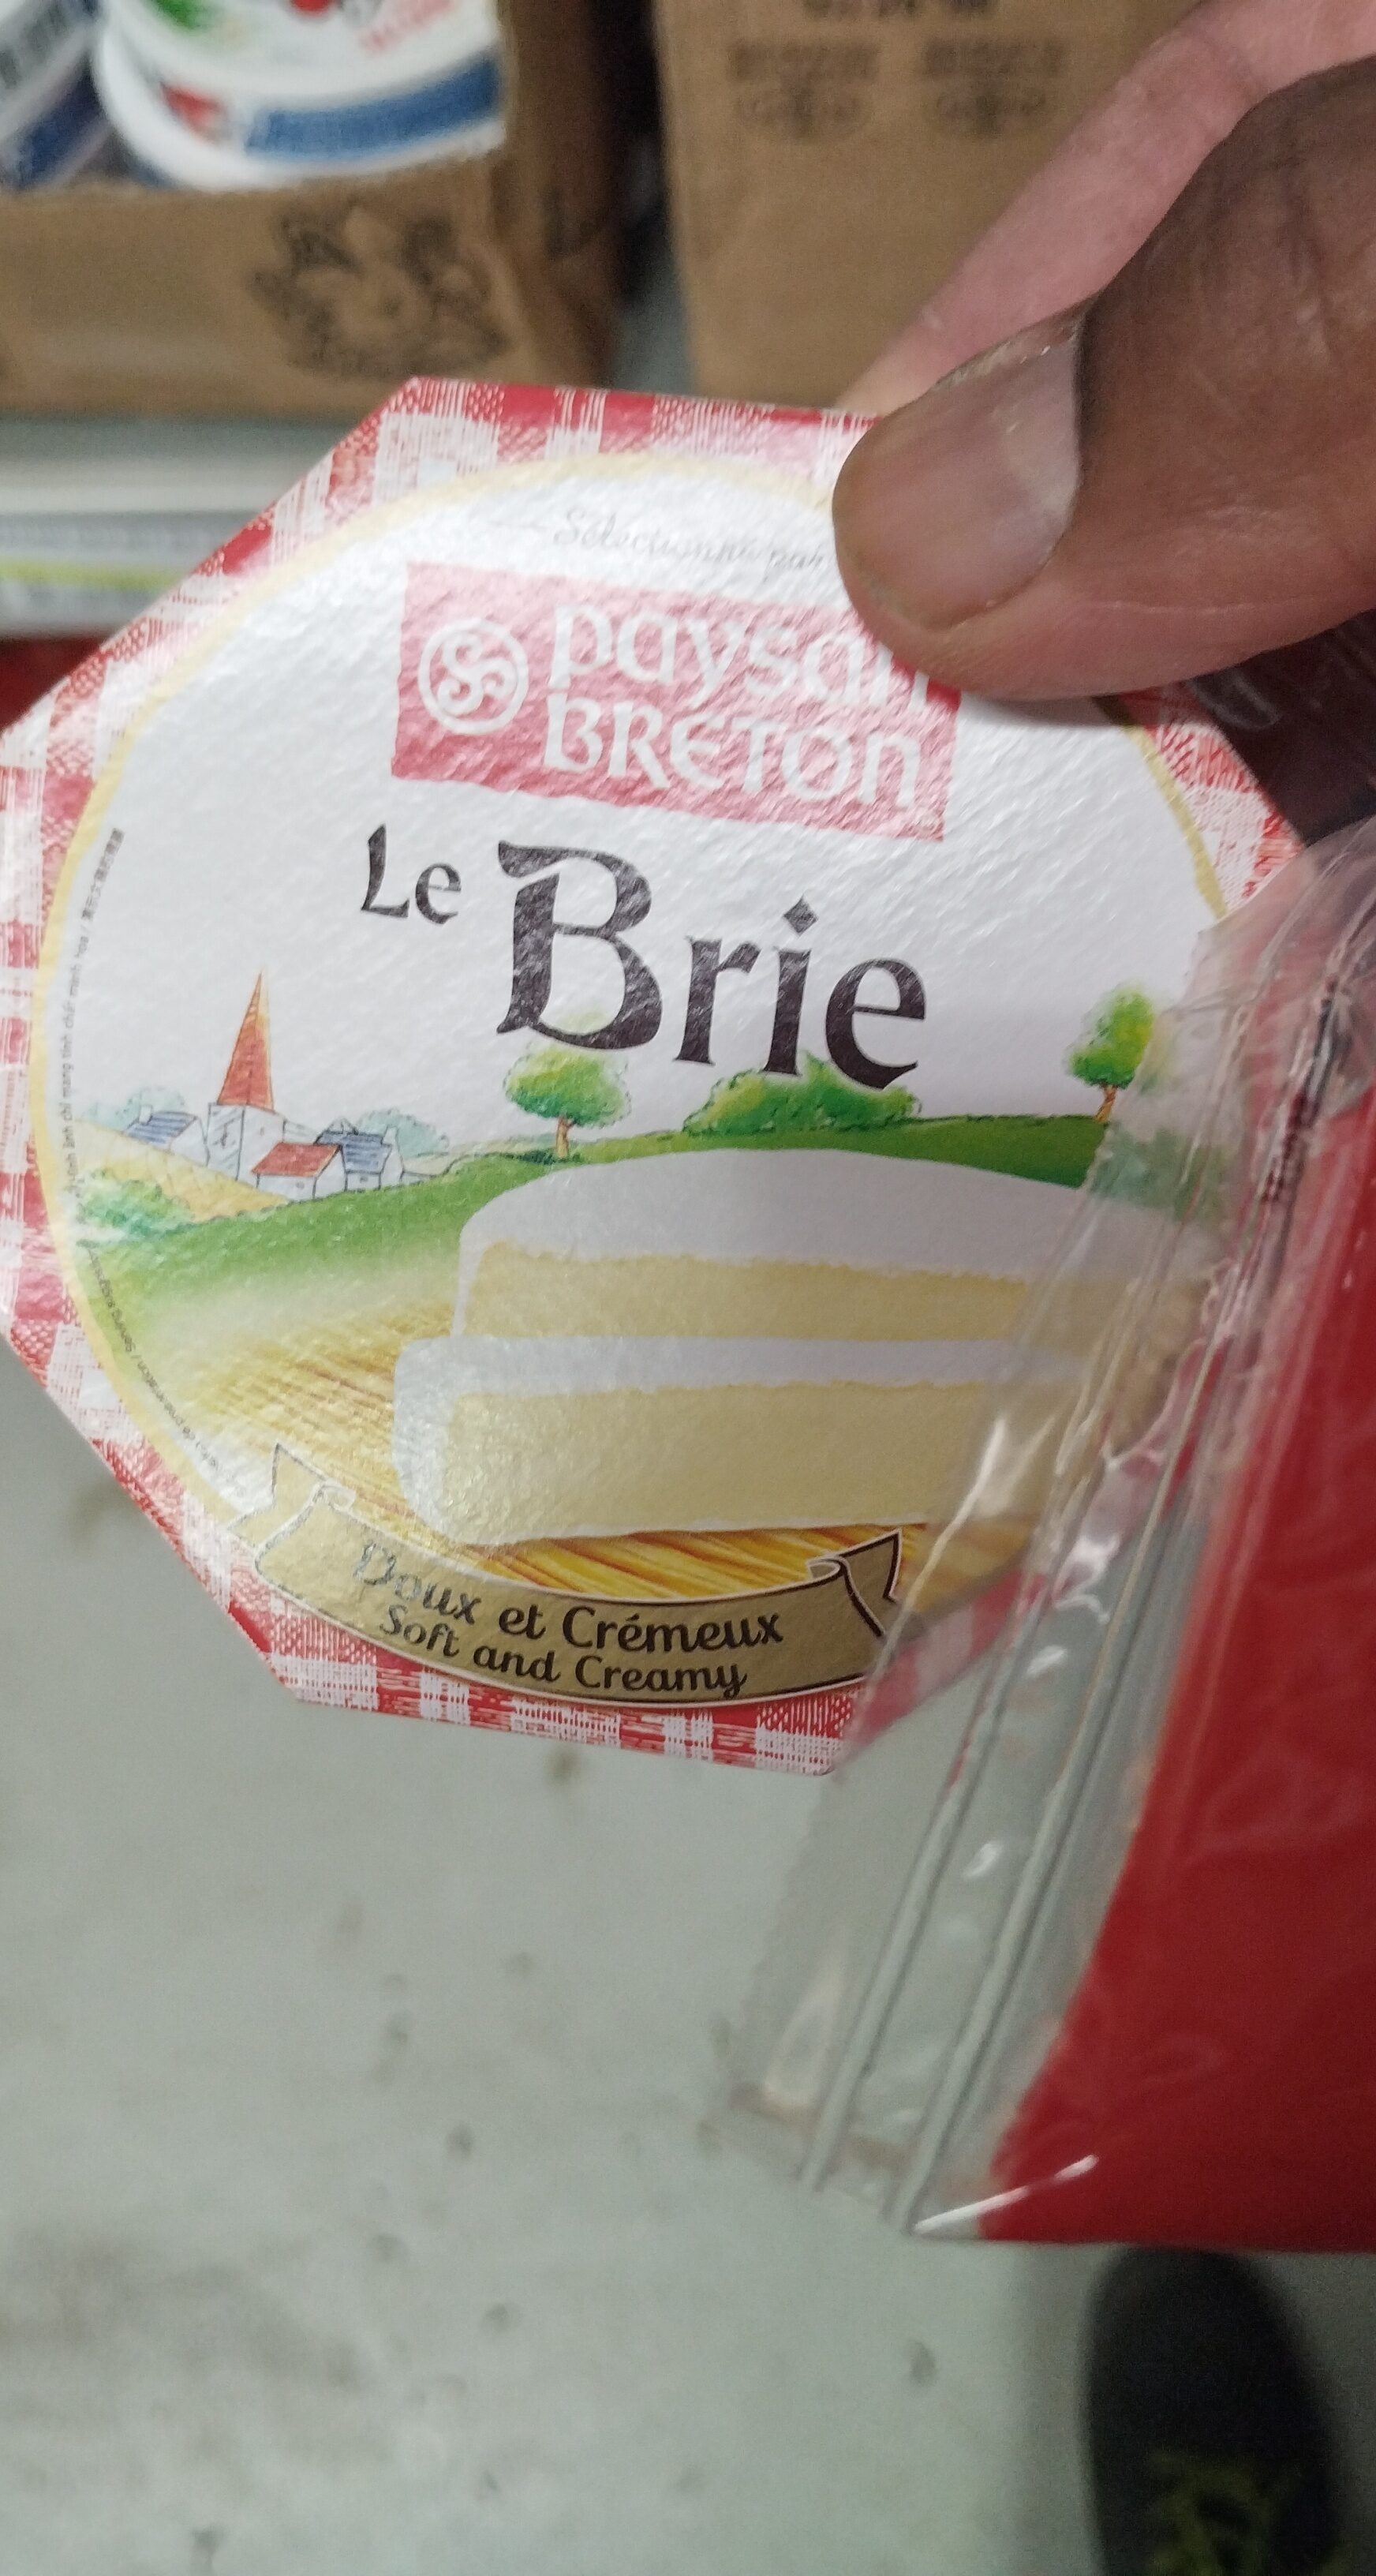 Sélectionné par
paysan
BRETON
Le Brie
Doux et Crémeux
Soft and Creamy